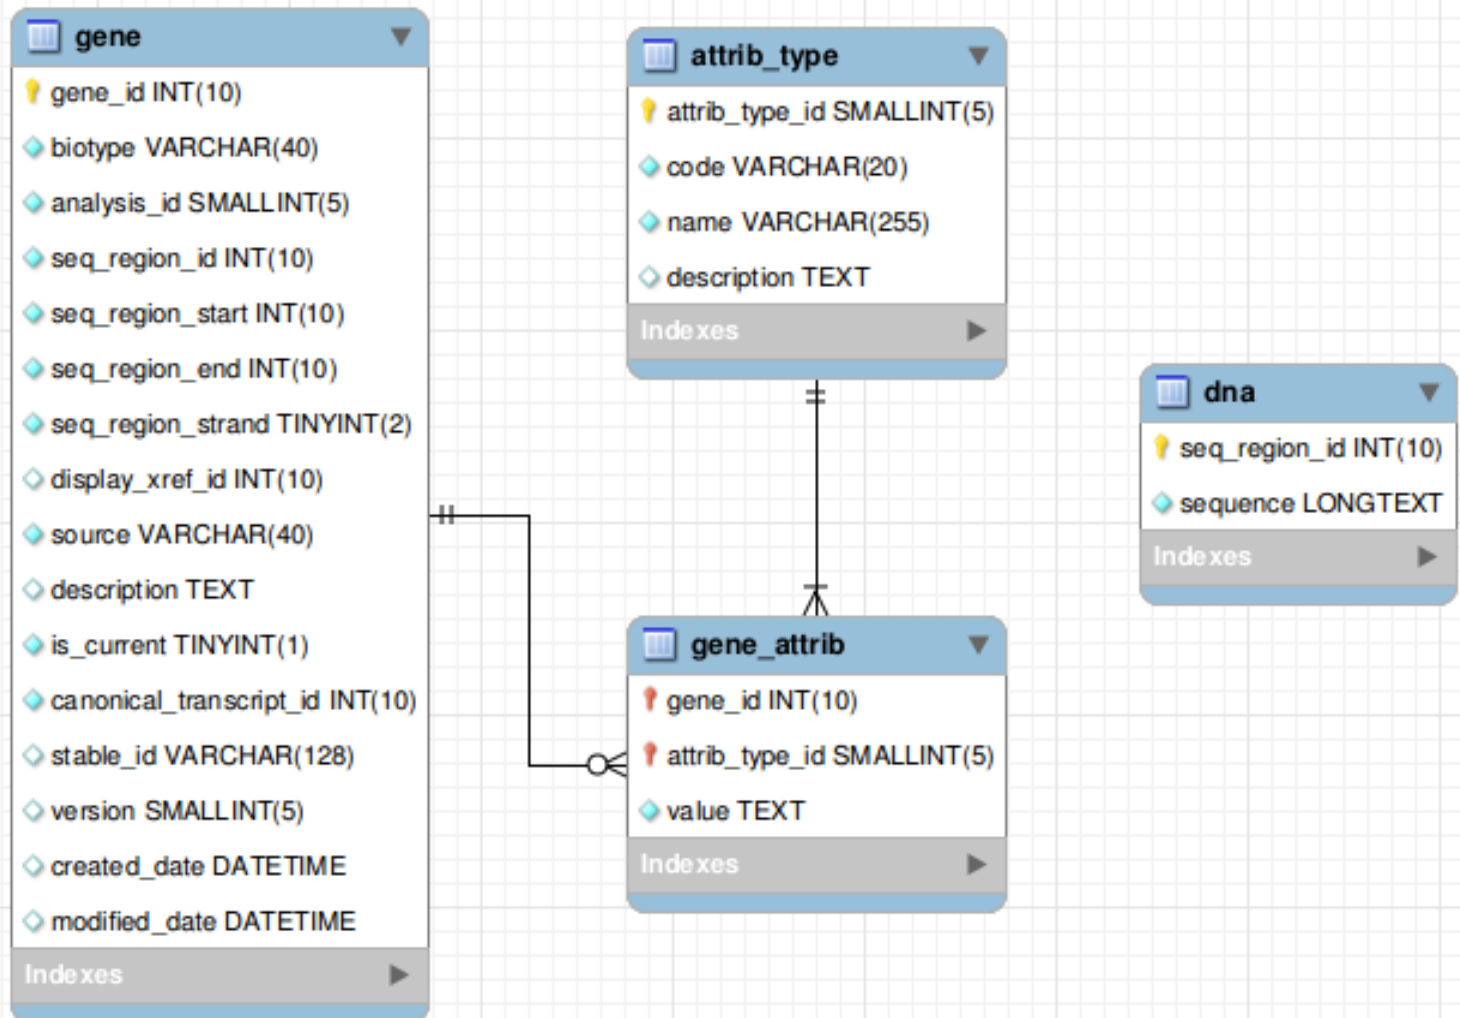 gene
gene_id INT(10)
biotype VARCHAR(40)
analysis_id SMALLINT(5)
seq_region_id INT(10)
seq_region_start INT(10)
seq_region_end INT(10)
seq_region_strand TINYINT(2)
display_xref_id INT(10)
source VARCHAR(40)
description TEXT
is_current TINYINT(1)
canonical_transcript_id INT(10)
stable_id VARCHAR(128)
version SMALLINT(5)
created_date DATETIME
modified_date DATETIME
Indexes
attrib_type
attrib_type_id SMALLINT(5)
code VARCHAR(20)
name VARCHAR(255)
description TEXT
Indexes
gene_attrib
gene_id INT(10)
attrib_type_id SMALLINT(5)
value TEXT
Indexes
dna
seq_region_id INT(10)
sequence LONGTEXT
Indexes